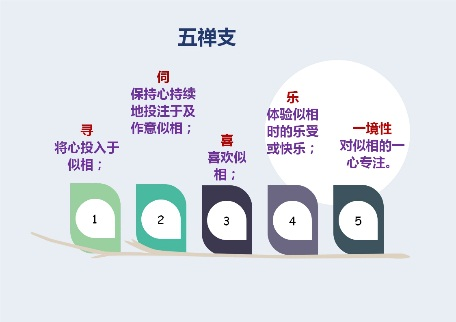 五禅支
寻
将心投入于
似相；
伺
保持心持续
地投注于及
作意似相；
喜
喜欢似
相；
乐
体验似相
时的乐受
或快乐；
一境性
对似相的一
心专注。
1
2
3
4
5